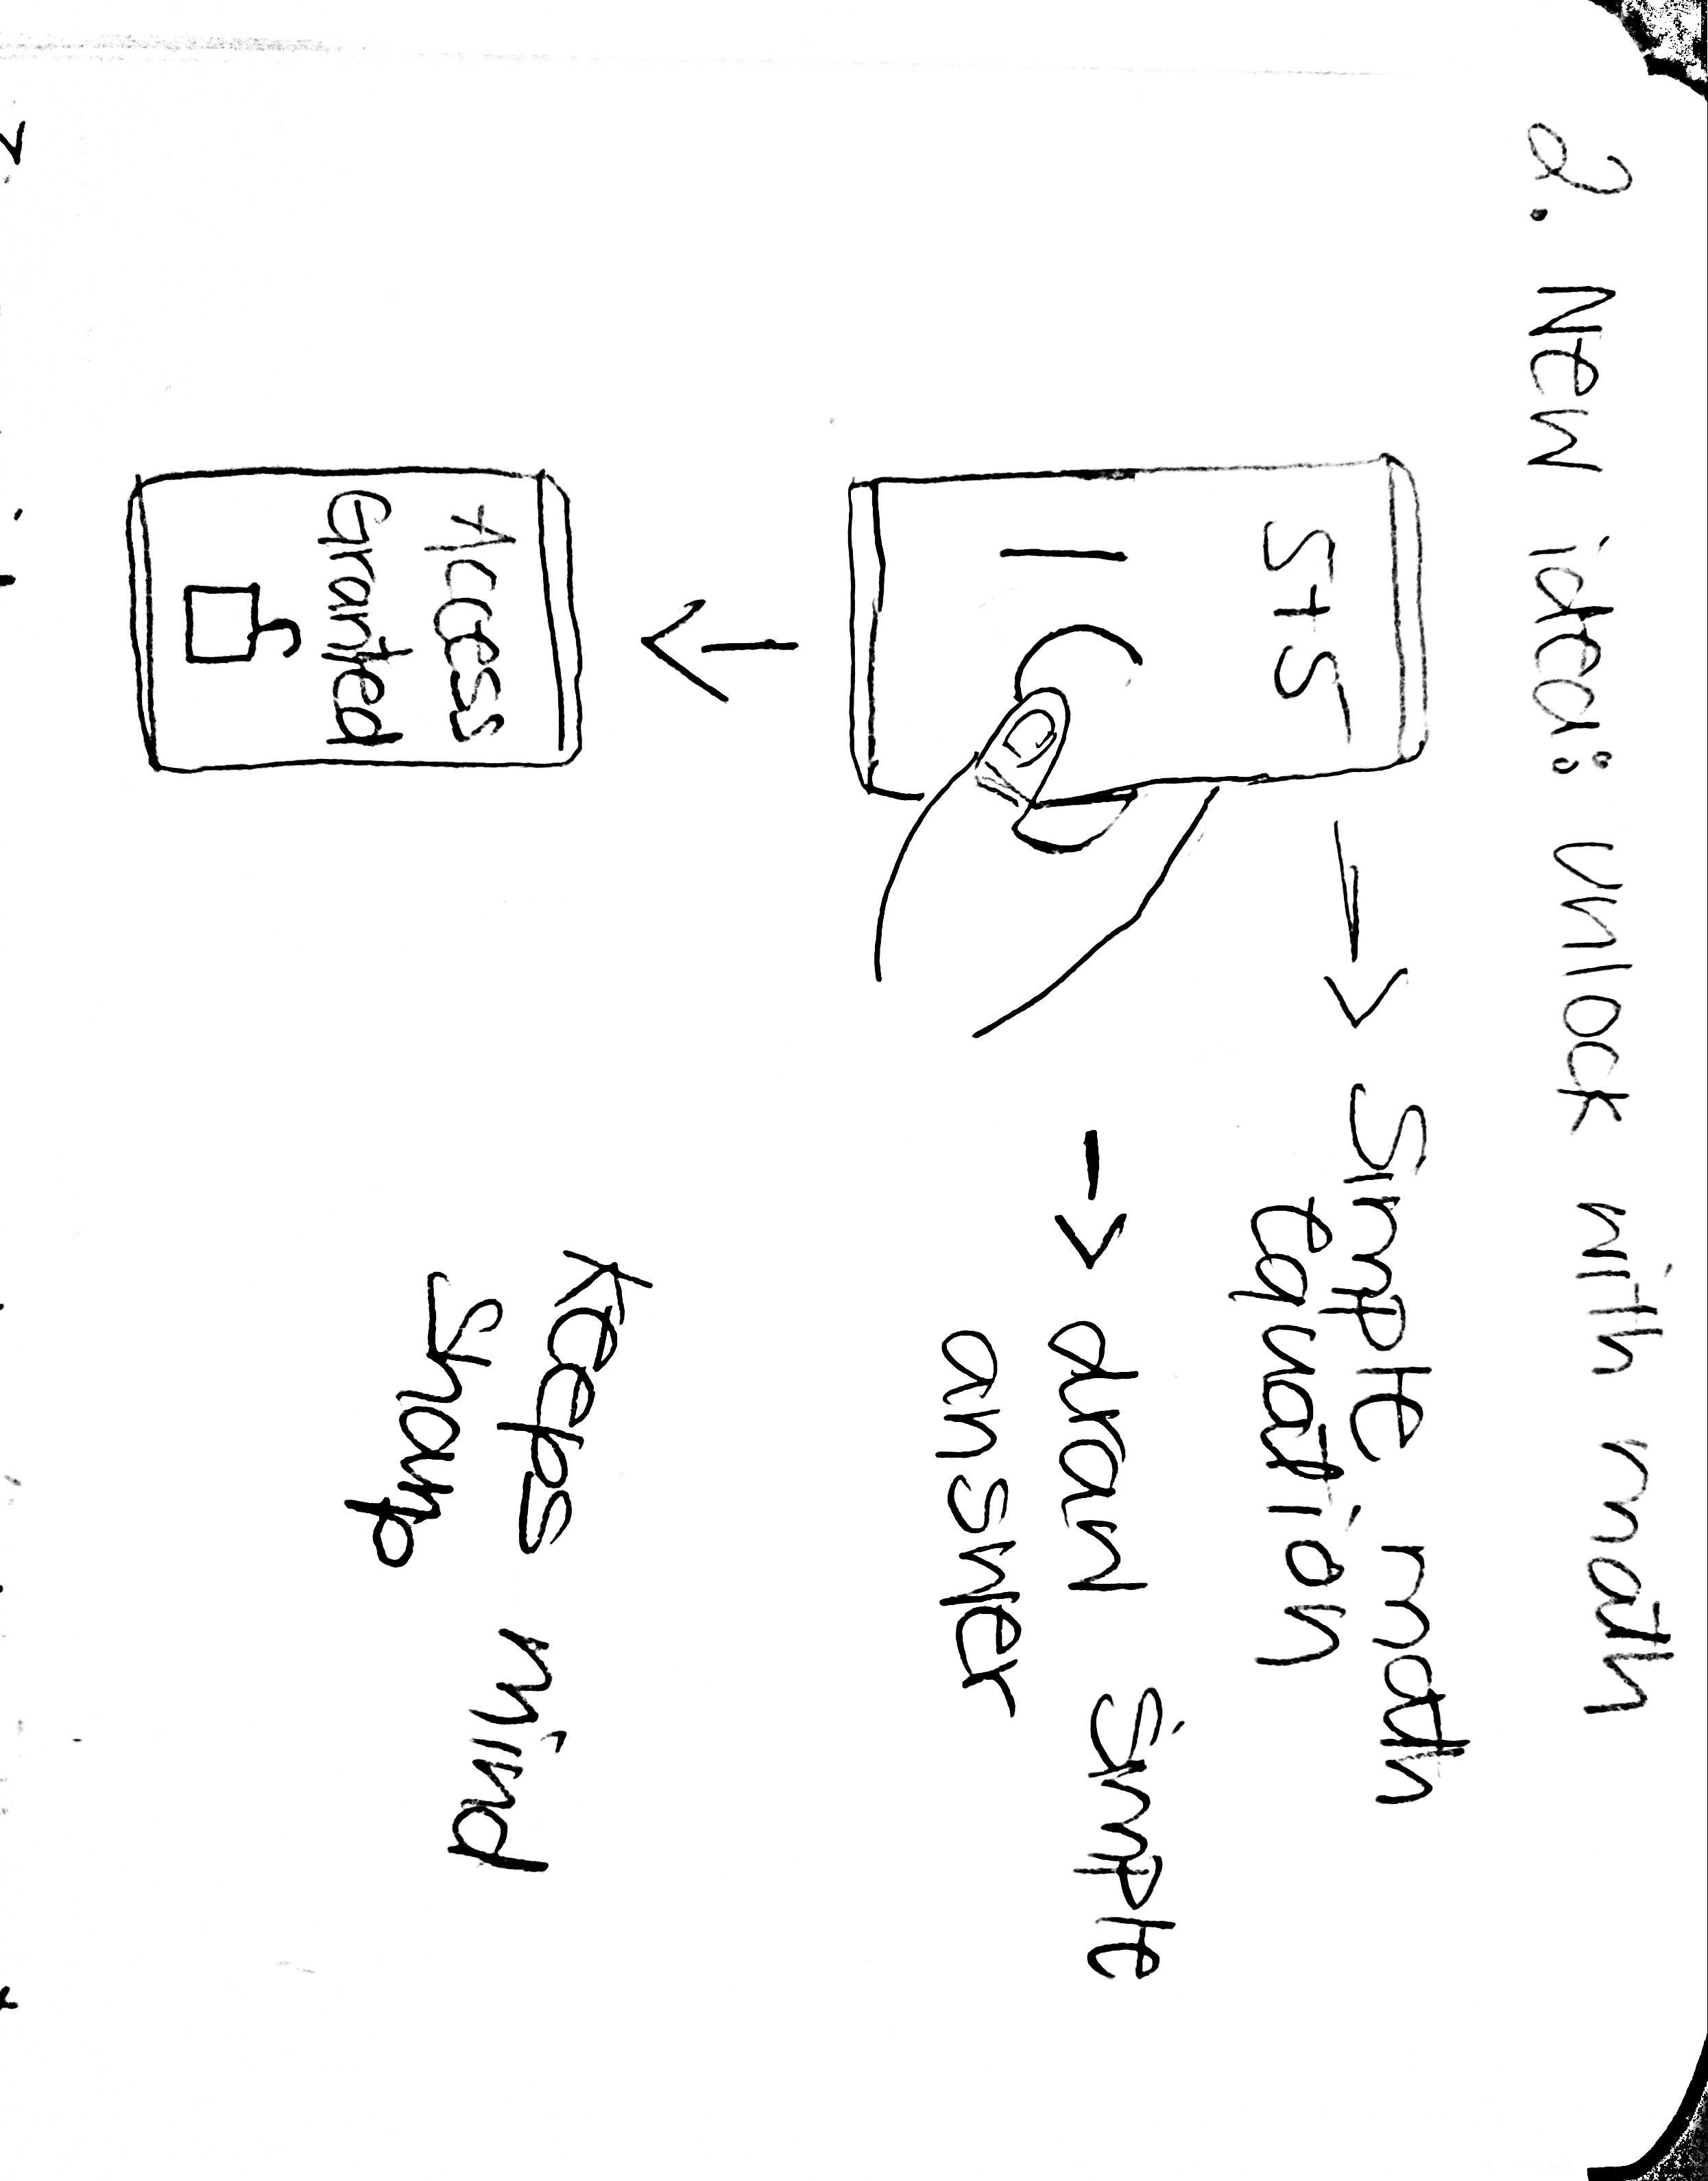 2. New idea: unlock with math
5+5
→ Simple math
equation
10
-> draw simple
answer
Access
Granted
keeps mind
sharp